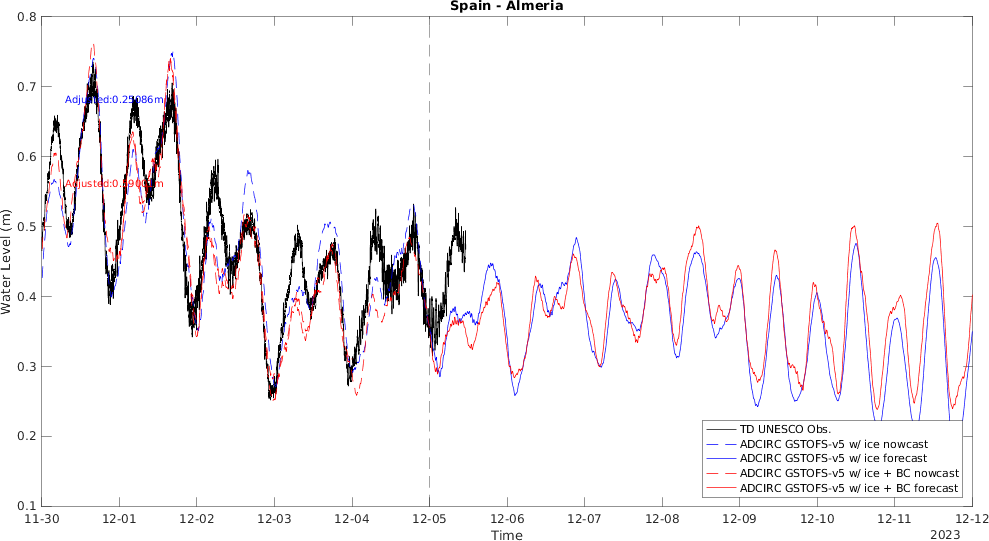 Spain - Almeria
0.8
0.7
0.6
0.5
0.4
0.3
0.2
0.1
Water Level (m)
11-30
12-01
12-02
12-03
12-04
12-05
12-06
12-07
12-08
12-09
12-10
12-11
12-12
Time
2023
TD UNESCO Obs.
ADCIRC GSTOFS-v5 w/ ice nowcast
ADCIRC GSTOFS-v5 w/ ice forecast
ADCIRC GSTOFS-v5 w/ ice + BC nowcast
ADCIRC GSTOFS-v5 w/ ice + BC forecast